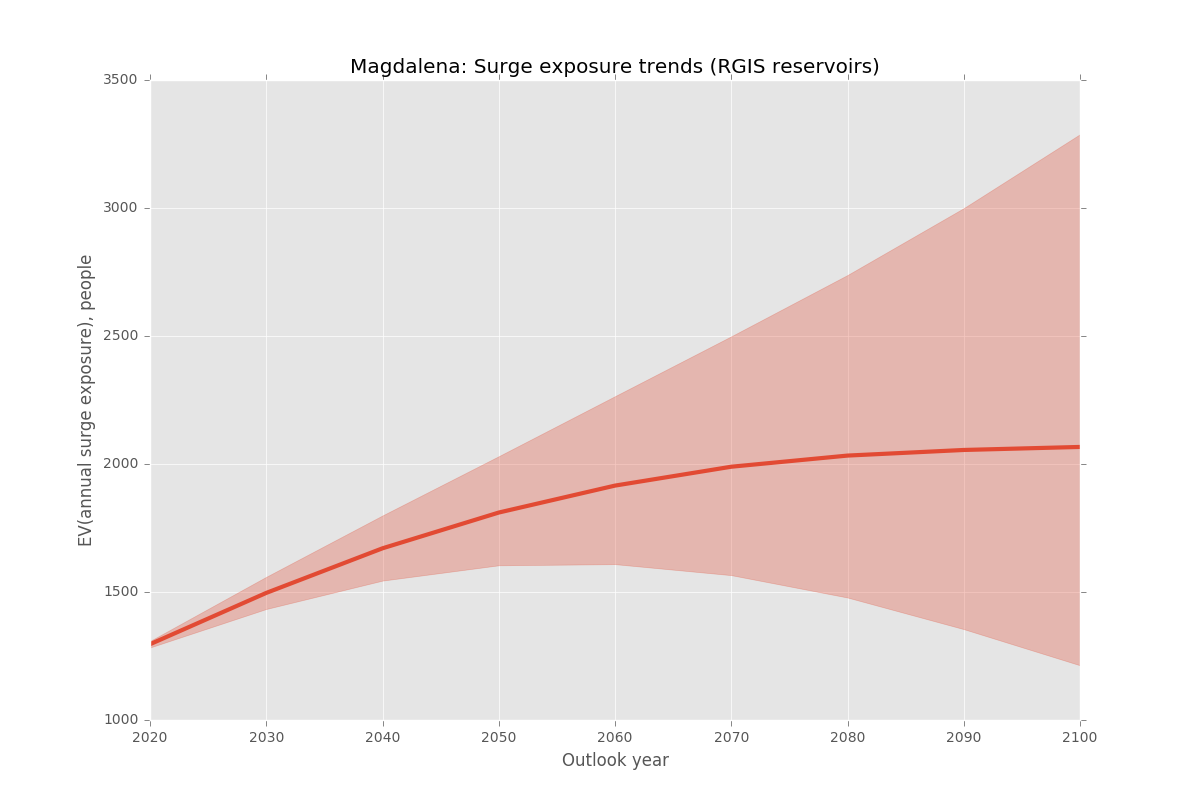 Magdalena: Surge exposure trends (RGIS reservoirs)
3500
3000
2500
2000
1500
1000
EV(annual surge exposure), people
2020 2030 2040 2050 2060 2070 2080 2090 2100
Outlook year